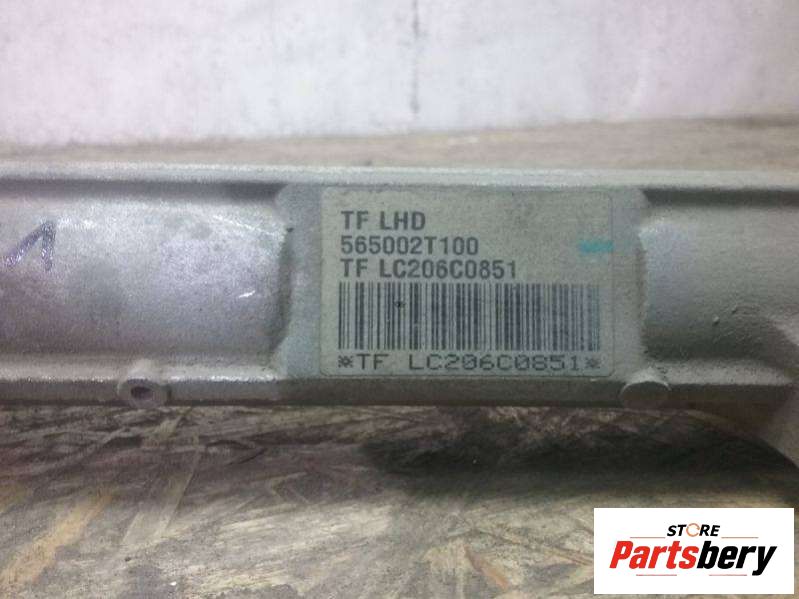 TF LHD
565002T100
TF LC206C0851
*TF LC206C0851*
STORE
Partsbery